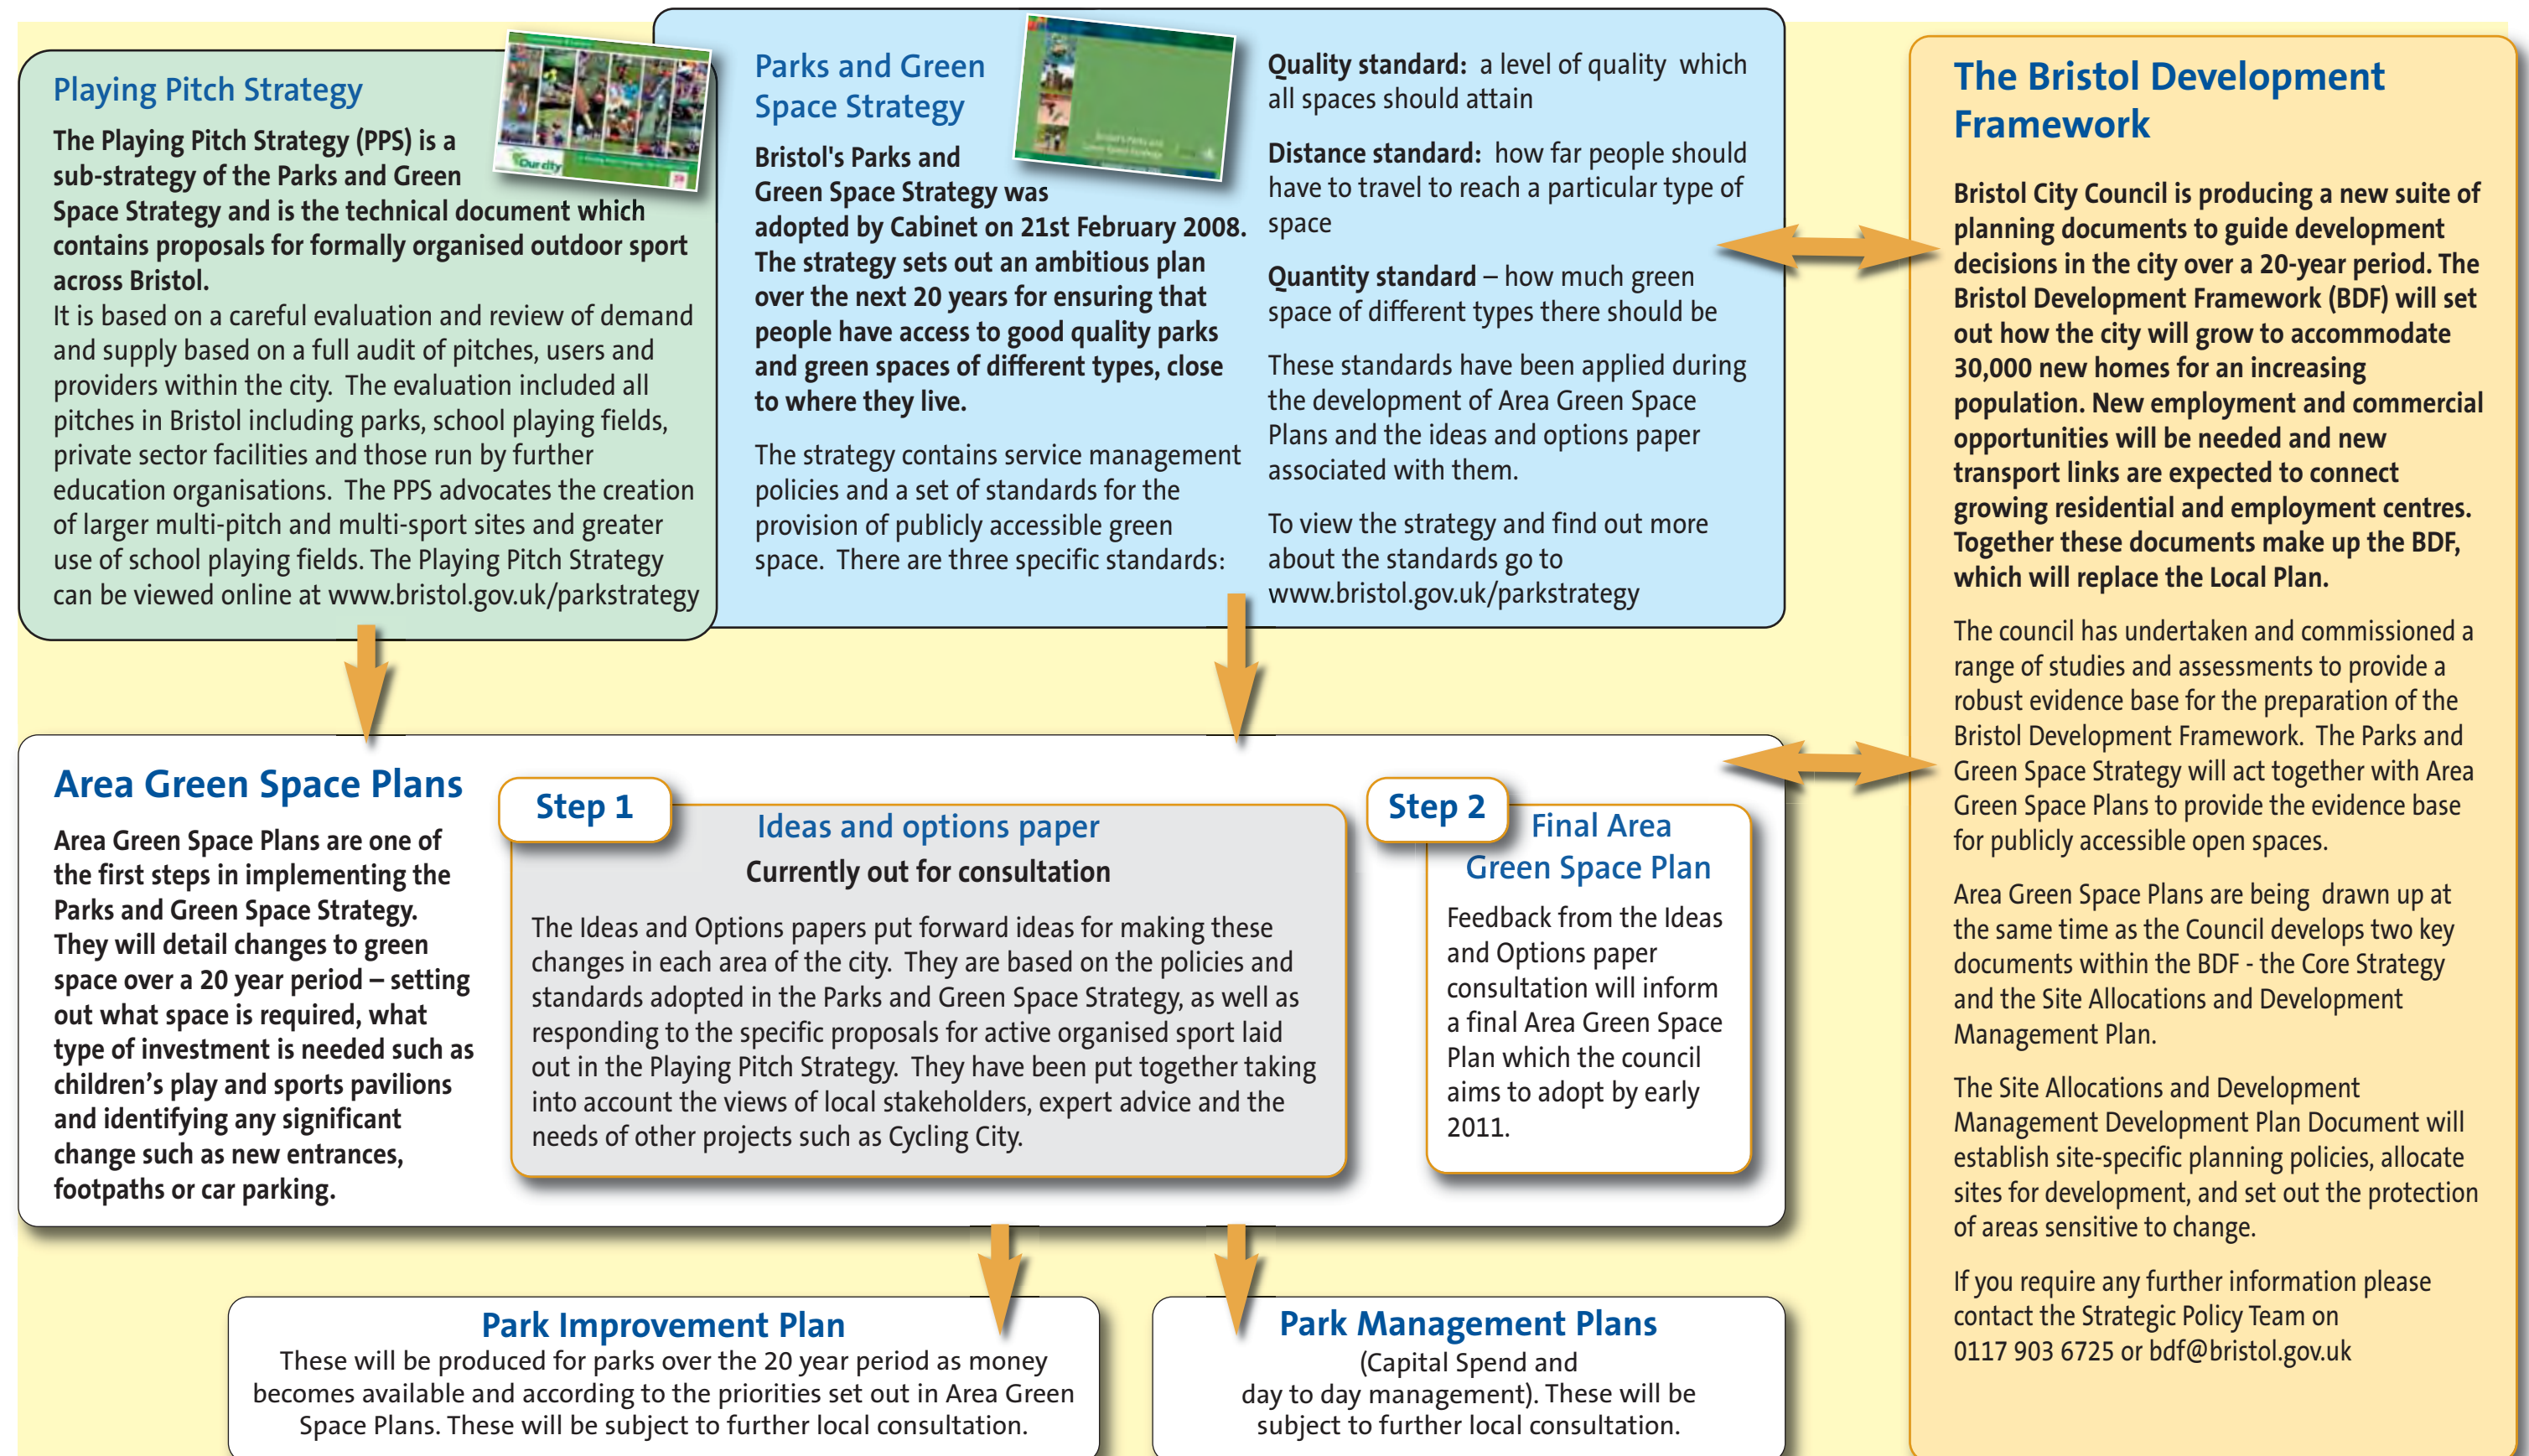 Playing Pitch Strategy
The Playing Pitch Strategy (PPS) is a
sub-strategy of the Parks and Green
Space Strategy and is the technical document which
contains proposals for formally organised outdoor sport
across Bristol.
It is based on a careful evaluation and review of demand
and supply based on a full audit of pitches, users and
providers within the city.  The evaluation included all
pitches in Bristol including parks, school playing fields,
private sector facilities and those run by further
education organisations.  The PPS advocates the creation
of larger multi-pitch and multi-sport sites and greater
use of school playing fields. The Playing Pitch Strategy
can be viewed online at www.bristol.gov.uk/parkstrategy
Our city
Parks and Green
Space Strategy
Bristol's Parks and
Green Space Strategy was
adopted by Cabinet on 21st February 2008.
The strategy sets out an ambitious plan
over the next 20 years for ensuring that
people have access to good quality parks
and green spaces of different types, close
to where they live.
The strategy contains service management
policies and a set of standards for the
provision of publicly accessible green
space.  There are three specific standards:
Bristol's Parks and
Green Space Strategy
Quality standard:  a level of quality  which
all spaces should attain
Distance standard:  how far people should
have to travel to reach a particular type of
space
Quantity standard – how much green
space of different types there should be
These standards have been applied during
the development of Area Green Space
Plans and the ideas and options paper
associated with them.
To view the strategy and find out more
about the standards go to
www.bristol.gov.uk/parkstrategy
Area Green Space Plans
Area Green Space Plans are one of
the first steps in implementing the
Parks and Green Space Strategy.
They will detail changes to green
space over a 20 year period – setting
out what space is required, what
type of investment is needed such as
children's play and sports pavilions
and identifying any significant
change such as new entrances,
footpaths or car parking.
Step 1
Ideas and options paper
Currently out for consultation
The Ideas and Options papers put forward ideas for making these
changes in each area of the city.  They are based on the policies and
standards adopted in the Parks and Green Space Strategy, as well as
responding to the specific proposals for active organised sport laid
out in the Playing Pitch Strategy.  They have been put together taking
into account the views of local stakeholders, expert advice and the
needs of other projects such as Cycling City.
Step 2
Final Area
Green Space Plan
Feedback from the Ideas
and Options paper
consultation will inform
a final Area Green Space
Plan which the council
aims to adopt by early
2011.
Park Improvement Plan
These will be produced for parks over the 20 year period as money
becomes available and according to the priorities set out in Area Green
Space Plans. These will be subject to further local consultation.
Park Management Plans
(Capital Spend and
day to day management). These will be
subject to further local consultation.
The Bristol Development
Framework
Bristol City Council is producing a new suite of
planning documents to guide development
decisions in the city over a 20-year period. The
Bristol Development Framework (BDF) will set
out how the city will grow to accommodate
30,000 new homes for an increasing
population. New employment and commercial
opportunities will be needed and new
transport links are expected to connect
growing residential and employment centres.
Together these documents make up the BDF,
which will replace the Local Plan.
The council has undertaken and commissioned a
range of studies and assessments to provide a
robust evidence base for the preparation of the
Bristol Development Framework.  The Parks and
Green Space Strategy will act together with Area
Green Space Plans to provide the evidence base
for publicly accessible open spaces.
Area Green Space Plans are being  drawn up at
the same time as the Council develops two key
documents within the BDF - the Core Strategy
and the Site Allocations and Development
Management Plan.
The Site Allocations and Development
Management Development Plan Document will
establish site-specific planning policies, allocate
sites for development, and set out the protection
of areas sensitive to change.
If you require any further information please
contact the Strategic Policy Team on
0117 903 6725 or bdf@bristol.gov.uk